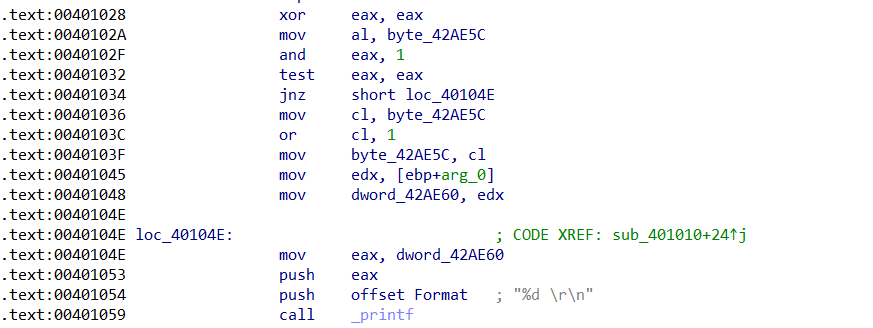 .text:00401028 xor eax, eax
.text:0040102A mov al, byte_42AE5C
.text:0040102F and eax, 1
.text:00401032 test eax, eax
.text:00401034 jnz short loc_40104E
.text:00401036 mov cl, byte_42AE5C
.text:0040103C or cl, 1
.text:0040103F mov byte_42AE5C, cl
.text:00401045 mov edx, [ebp+arg_0]
.text:00401048 mov dword_42AE60, edx
.text:0040104E
.text:0040104E loc_40104E: ; CODE XREF: sub_401010+24↑j
.text:0040104E mov eax, dword_42AE60
.text:00401053 push eax
.text:00401054 push offset Format ; "%d \r\n"
.text:00401059 call _printf